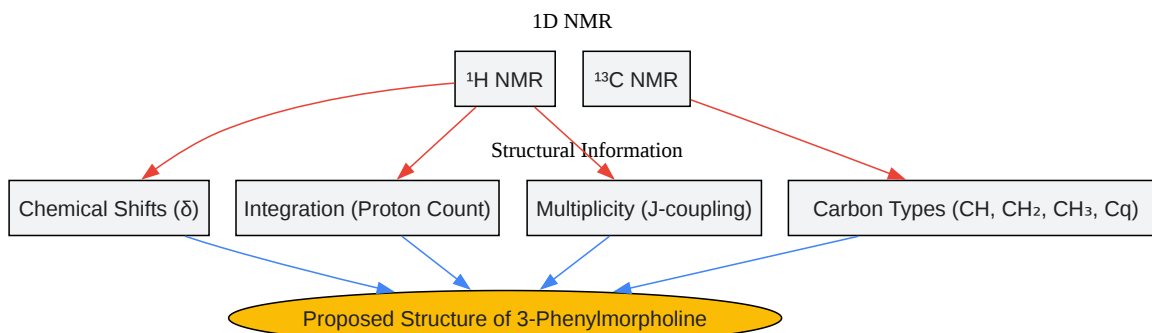 1D NMR
¹H NMR
¹³C NMR
Structural Information
Chemical Shifts (δ)
Integration (Proton Count)
Multiplicity (J-coupling)
Carbon Types (CH, CH₂, CH₃, Cq)
Proposed Structure of 3-Phenylmorpholine